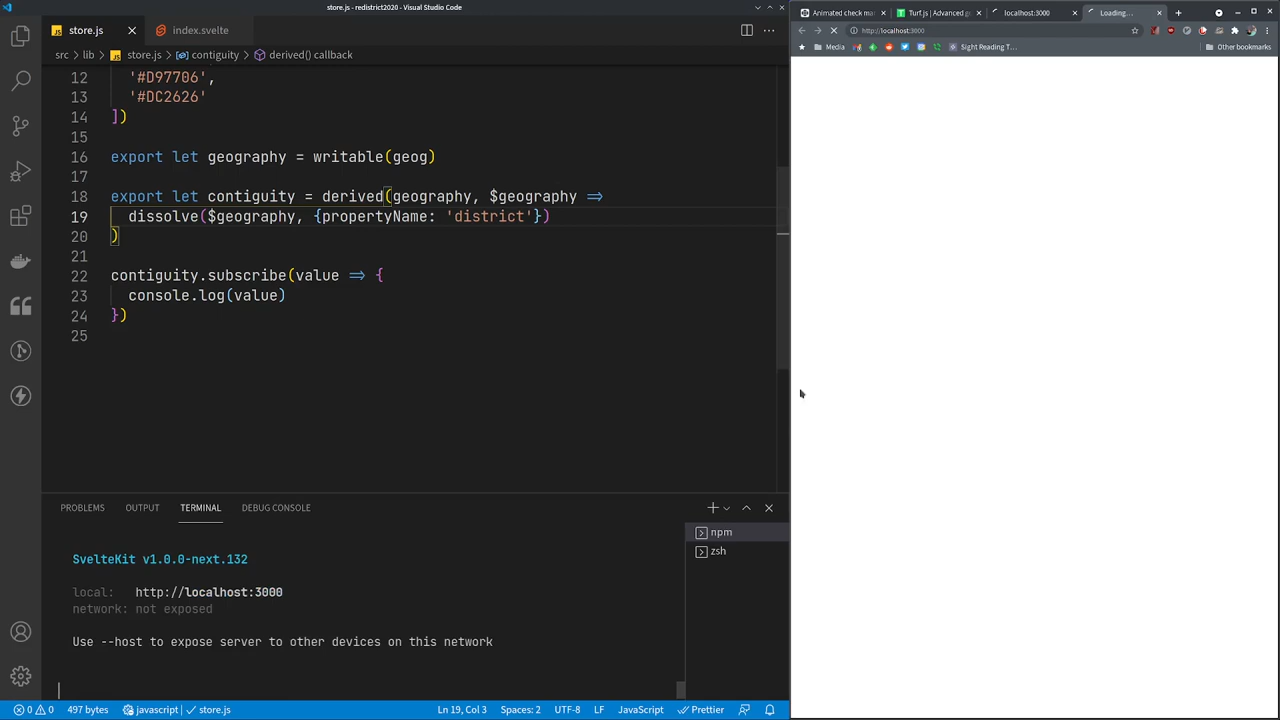 store.js - redistrict2020 - Visual Studio Code
store.js
index.svelte
src > lib > store.js > contiguity > derived() callback
12 '#D97706',
13 '#DC2626'
14 ])
15
16 export let geography = writable(geog)
17
18 export let contiguity = derived(geography, $geography =>
19 dissolve($geography, {propertyName: 'district'})
20 )
21
22 contiguity.subscribe(value => {
23 console.log(value)
24 })
25
PROBLEMS OUTPUT TERMINAL DEBUG CONSOLE
SvelteKit v1.0.0-next.132
local: http://localhost:3000
network: not exposed
Use --host to expose server to other devices on this network
npm
zsh
0 0 497 bytes javascript store.js Ln 19, Col 3 Spaces: 2 UTF-8 LF JavaScript Prettier
Animated check ma
Turf.js | Advanced g
localhost:3000
Loading...
http://localhost:3000
Media
Sight Reading T...
Other bookmarks